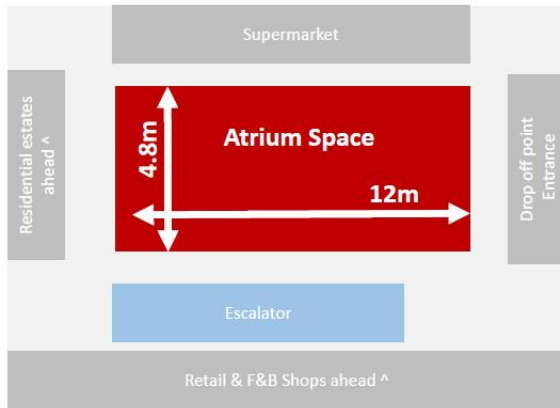 Supermarket
Residential estates
ahead ^
Atrium Space
4.8m
12m
Drop off point
Entrance
Escalator
Retail & F&B Shops ahead ^